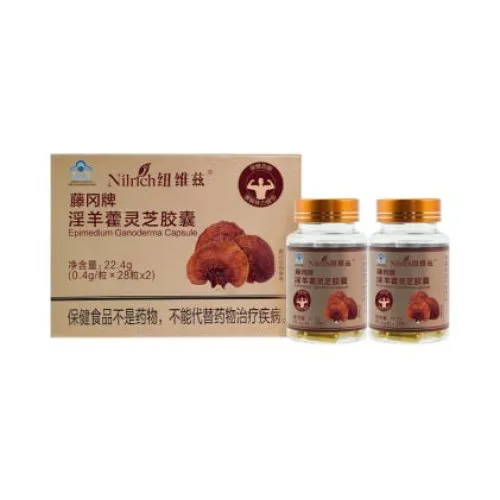 Nilrich纽维兹®
藤冈牌
淫羊藿灵芝胶囊
Epimedium Ganoderma Capsule
净含量：22.4g
(0.4g/粒×28粒×2)
保健食品不是药物，不能代替药物治疗疾病。
Nilrich纽维兹
藤冈牌
淫羊藿灵芝胶囊
Nilrich纽维兹
藤冈牌
淫羊藿灵芝胶囊